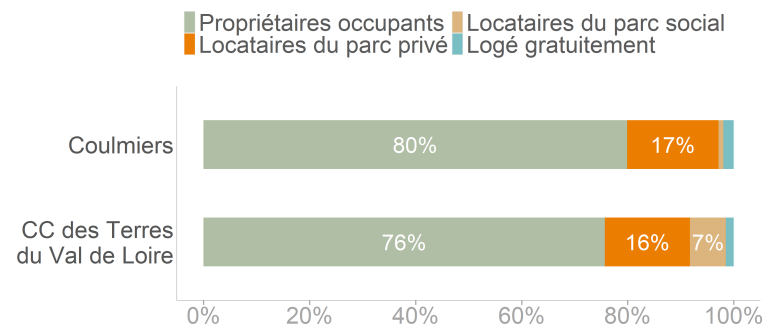 Propriétaires occupants Locataires du parc social
Locataires du parc privé Logé gratuitement
Coulmiers 80% 17%
CC des Terres
du Val de Loire 76% 16% 7%
0% 20% 40% 60% 80% 100%